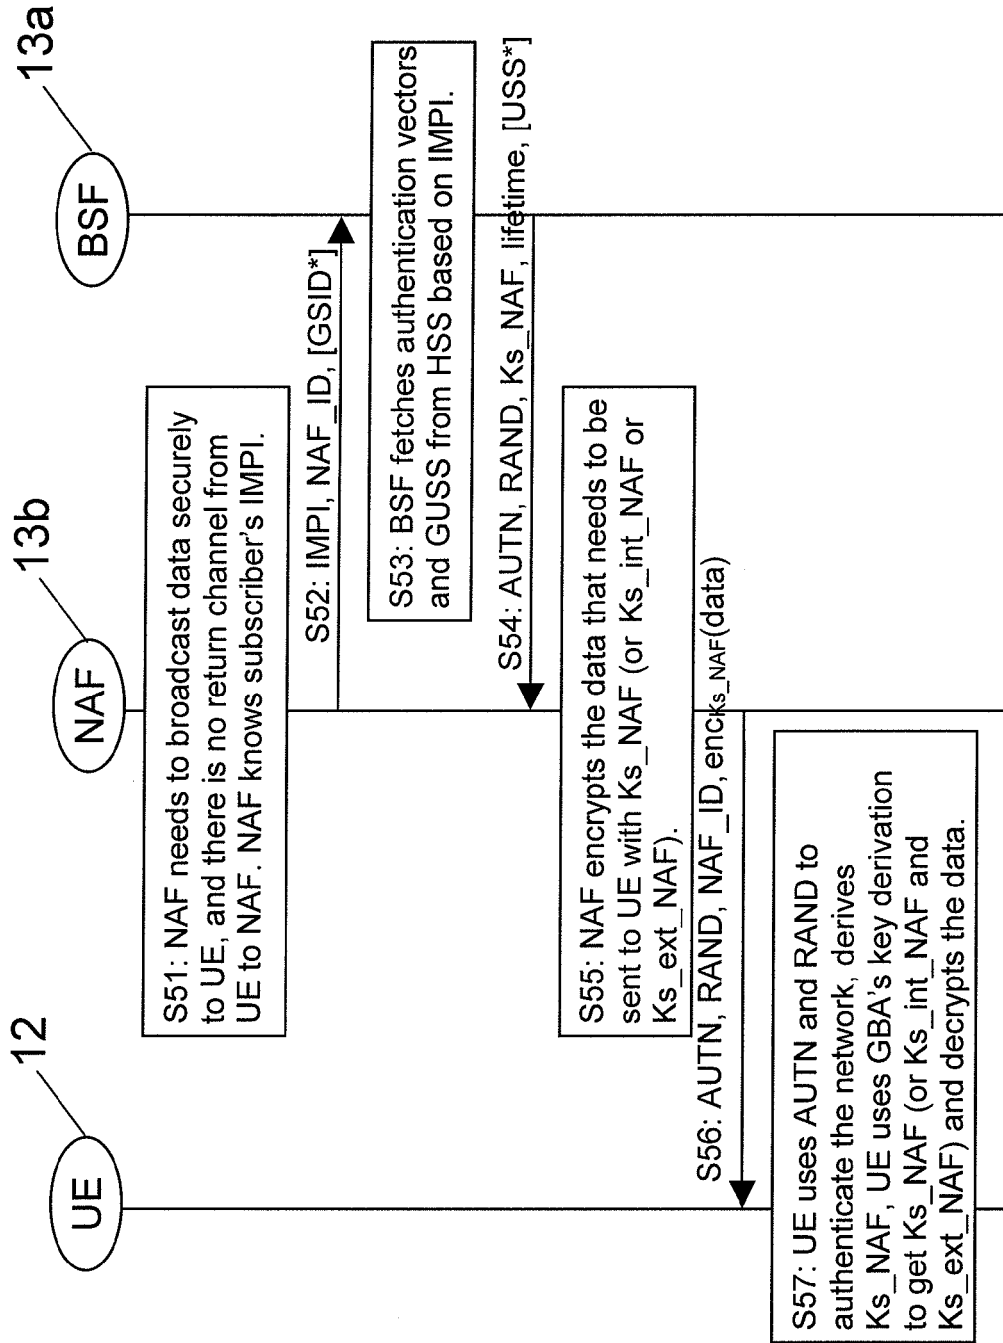 12
13b
13a
UE
NAF
BSF
S51: NAF needs to broadcast data securely
to UE, and there is no return channel from
UE to NAF. NAF knows subscriber's IMPI.
S52: IMPI, NAF_ID, [GSID*]
S53: BSF fetches authentication vectors
and GUSS from HSS based on IMPI.
S54: AUTN, RAND, Ks_NAF, lifetime, [USS*]
S55: NAF encrypts the data that needs to be
sent to UE with Ks_NAF (or Ks_int_NAF or
Ks_ext_NAF).
S56: AUTN, RAND, NAF_ID, encKs_NAF(data)
S57: UE uses AUTN and RAND to
authenticate the network, derives
Ks_NAF, UE uses GBA's key derivation
to get Ks_NAF (or Ks_int_NAF and
Ks_ext_NAF) and decrypts the data.